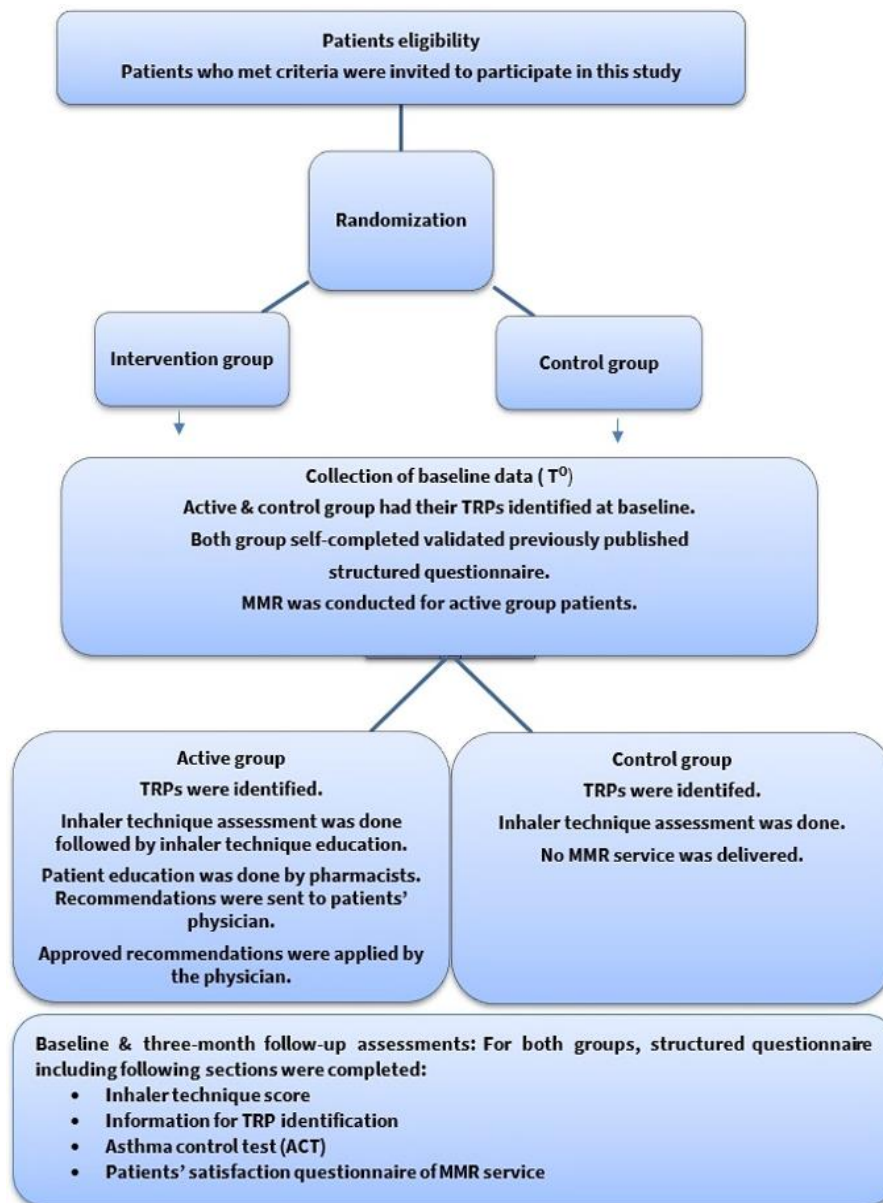 Patients eligibility
Patients who met criteria were invited to participate in this study
Randomization
Intervention group
Control group
Collection of baseline data ( T⁰)
Active & control group had their TRPs identified at baseline.
Both group self-completed validated previously published
structured questionnaire.
MMR was conducted for active group patients.
Active group
TRPs were identified.
Inhaler technique assessment was done
followed by inhaler technique education.
Patient education was done by pharmacists.
Recommendations were sent to patients’
physician.
Approved recommendations were applied by
the physician.
Control group
TRPs were identifed.
Inhaler technique assessment was done.
No MMR service was delivered.
Baseline & three-month follow-up assessments: For both groups, structured questionnaire
including following sections were completed:
• Inhaler technique score
• Information for TRP identification
• Asthma control test (ACT)
• Patients’ satisfaction questionnaire of MMR service